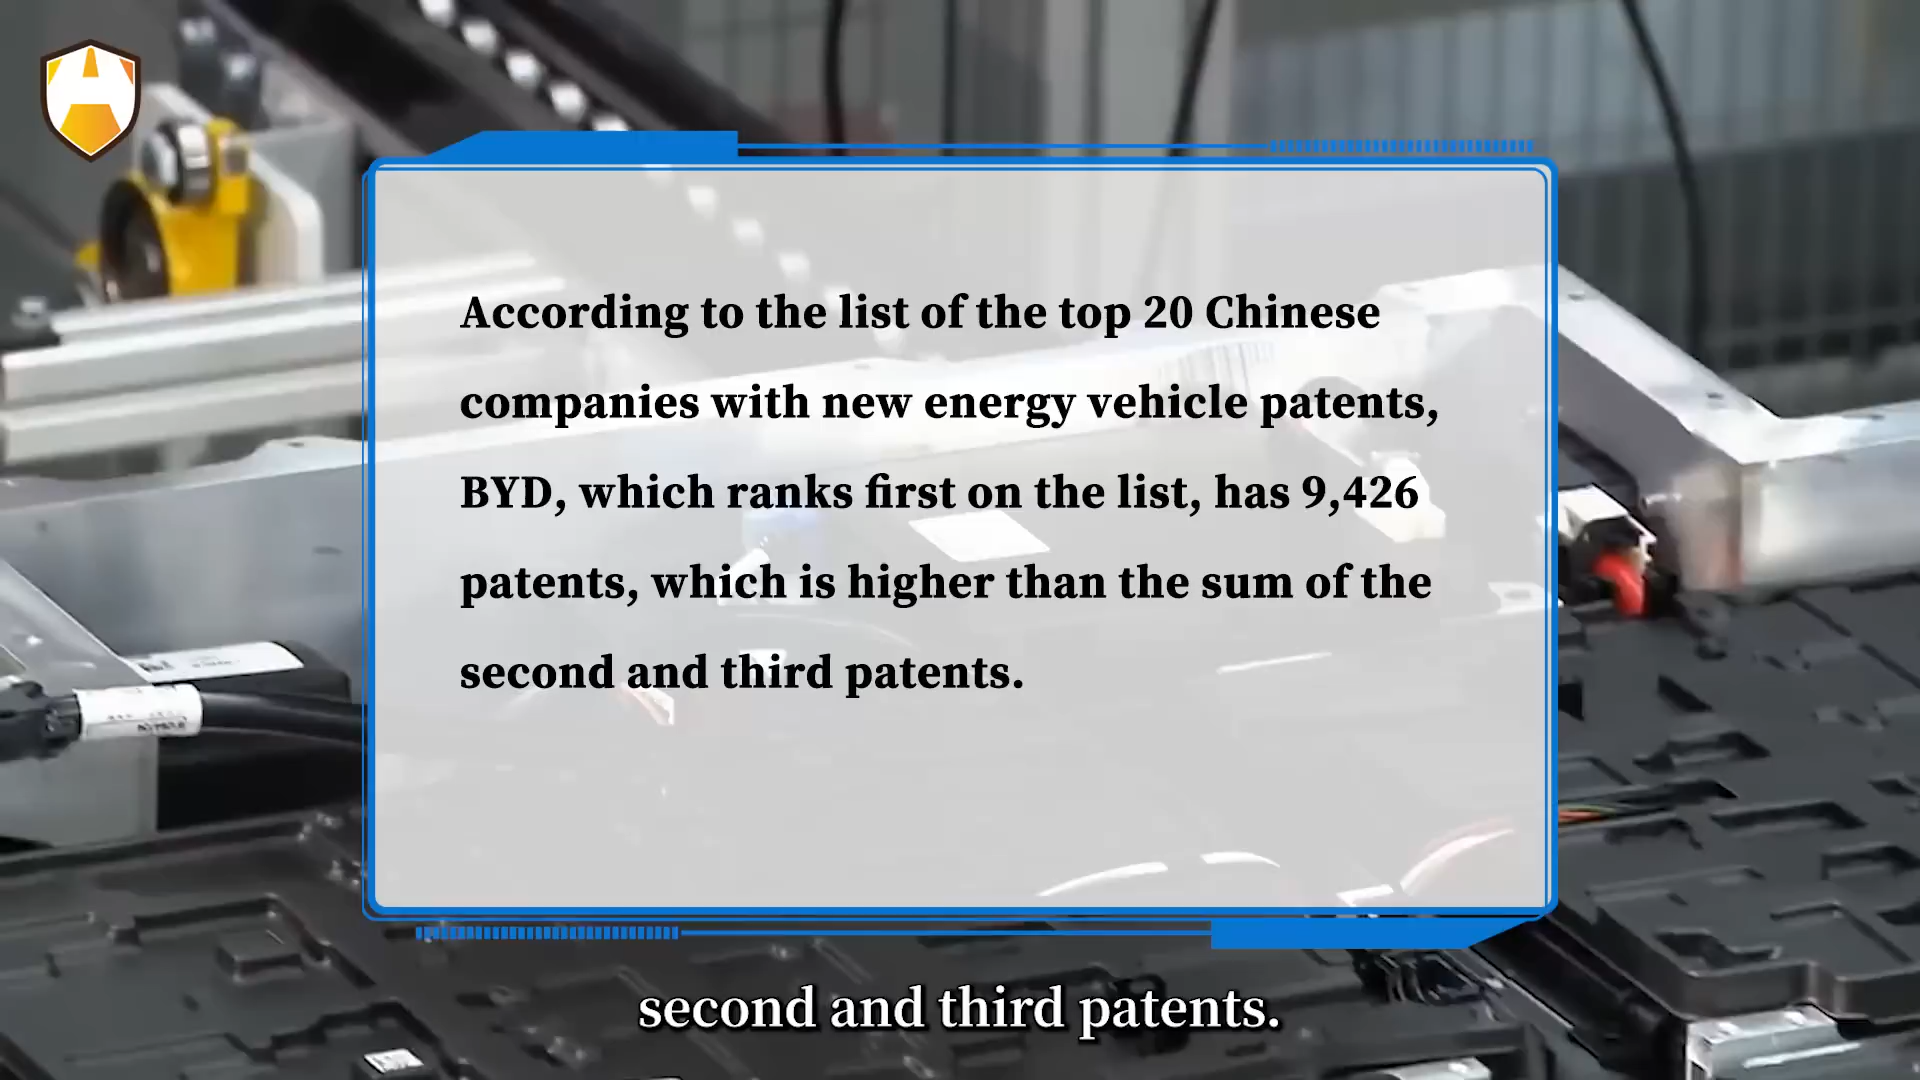 According to the list of the top 20 Chinese
companies with new energy vehicle patents,
BYD, which ranks first on the list, has 9,426
patents, which is higher than the sum of the
second and third patents.
second and third patents.